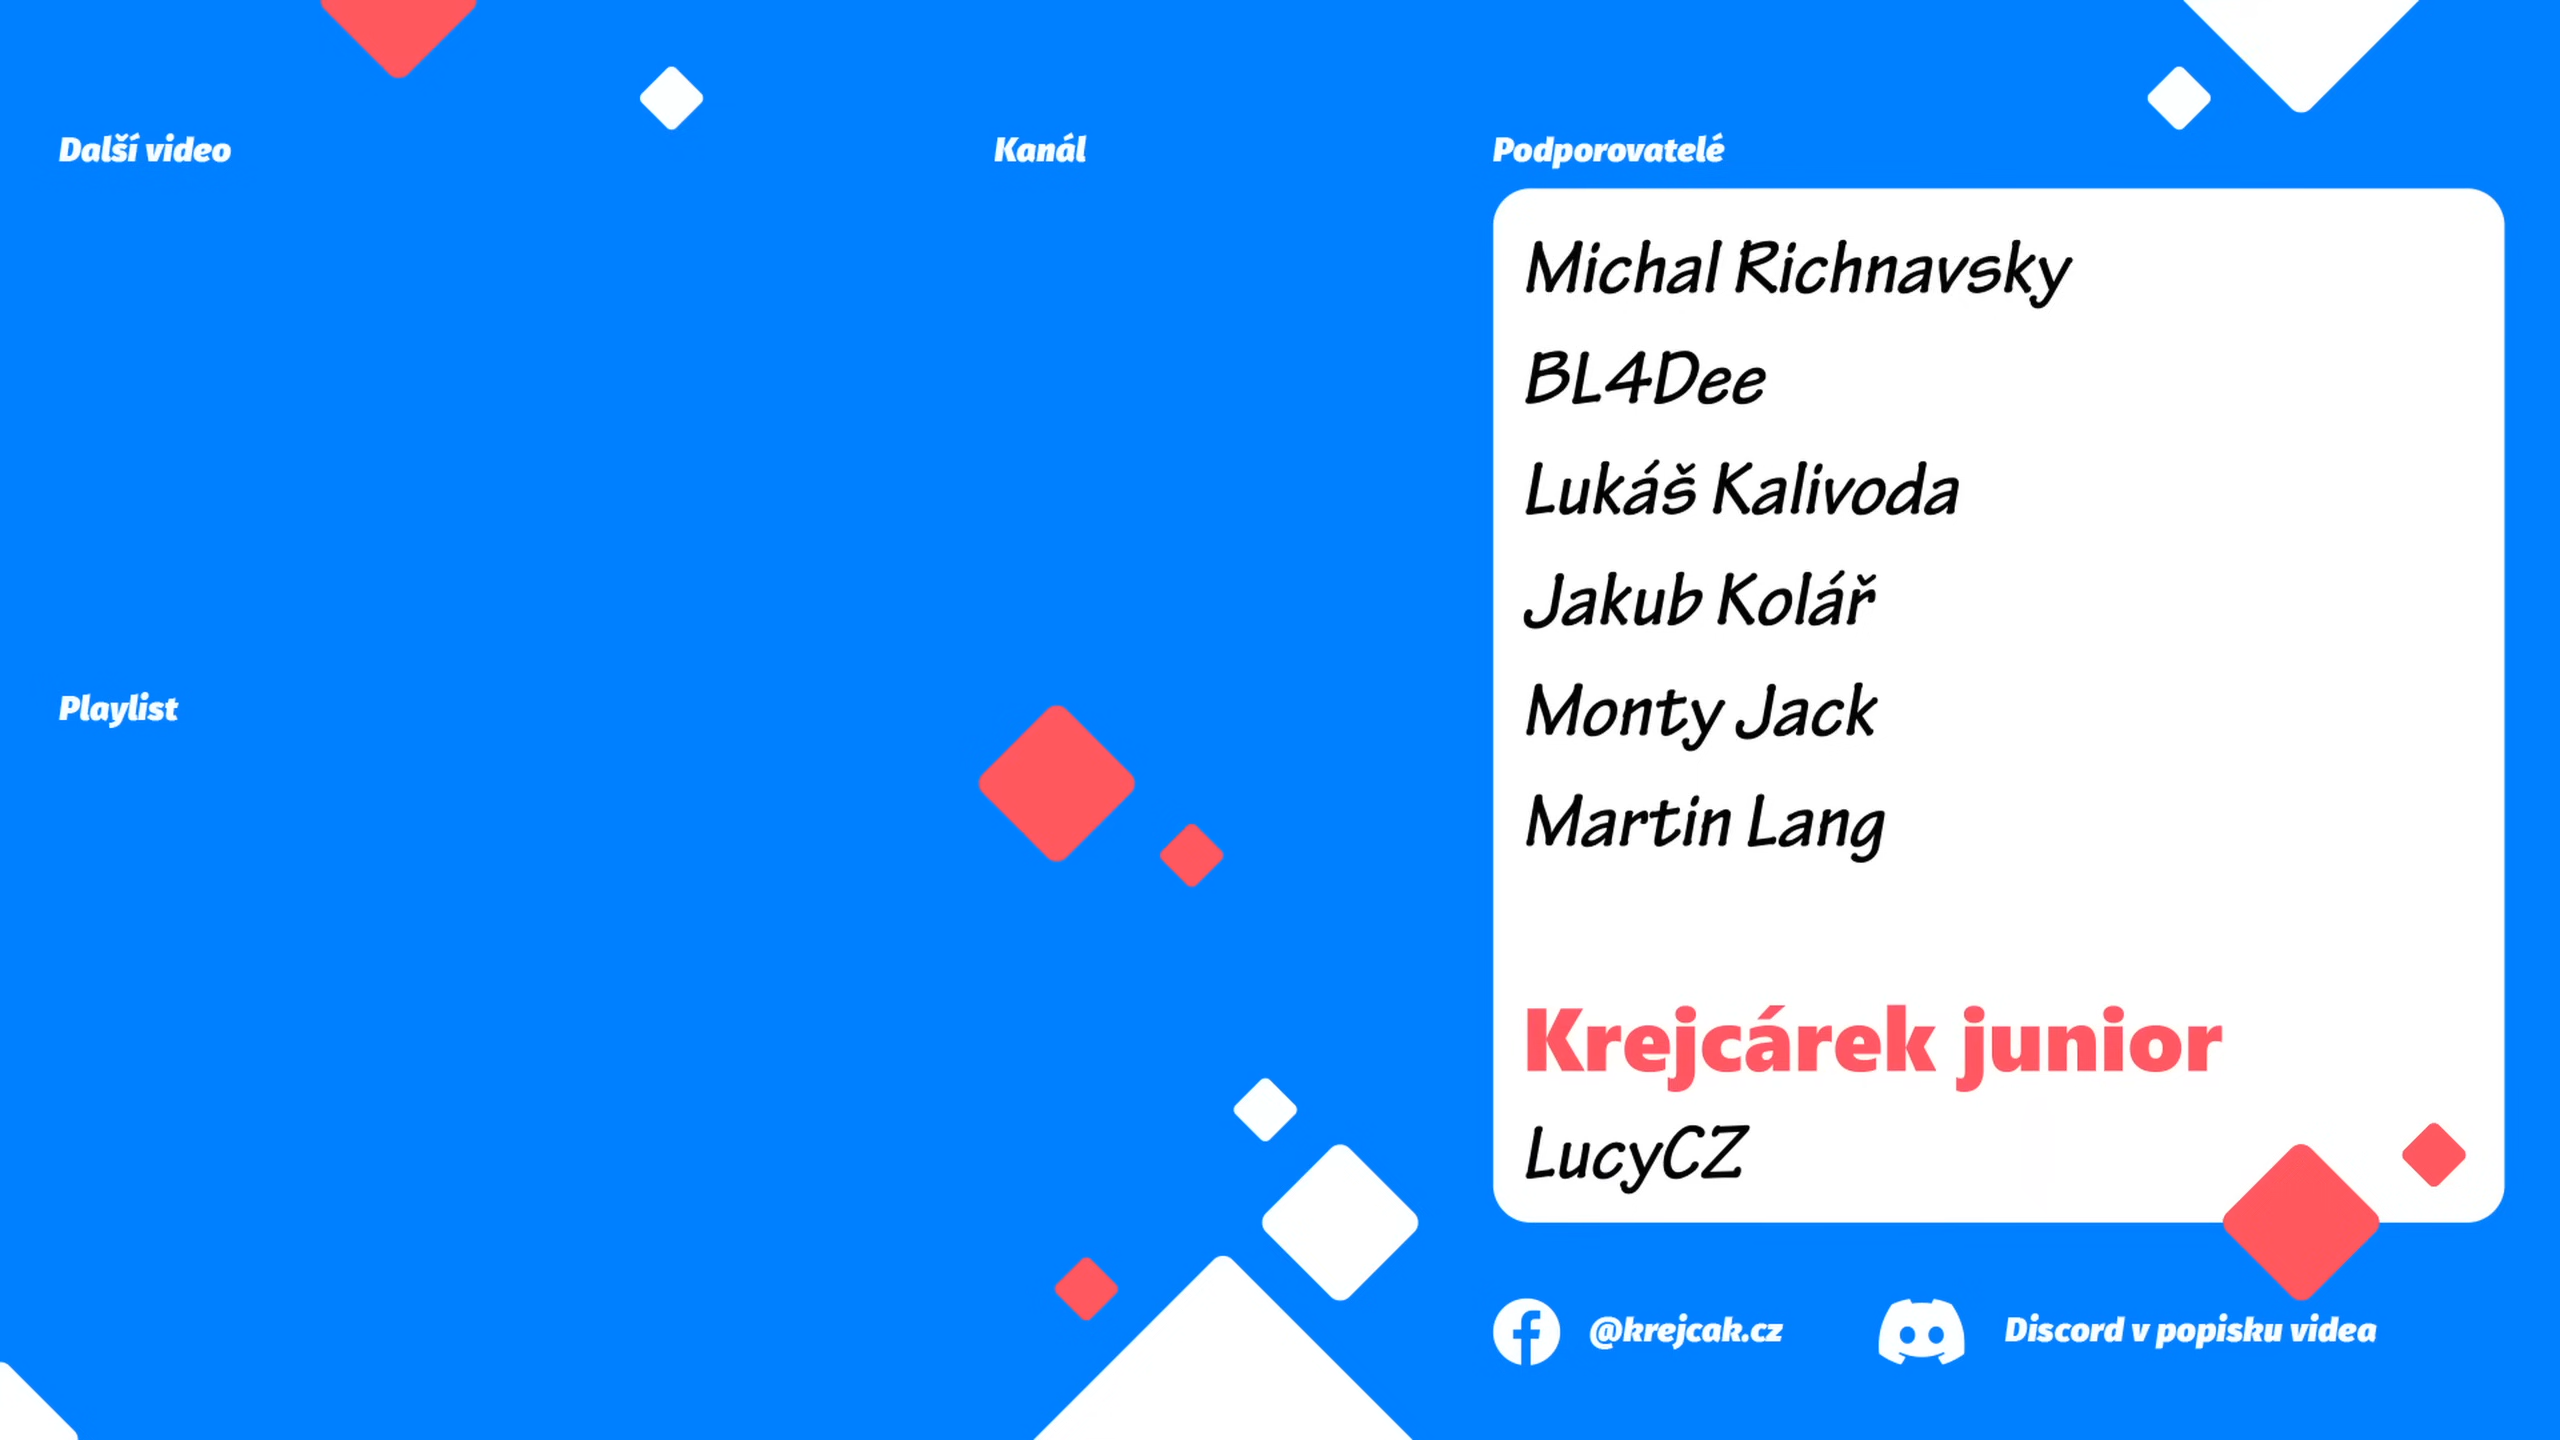 Další video
Kanál
Podporovatelé
Michal Richnavsky
BL4Dee
Lukáš Kalivoda
Jakub Kolář
Monty Jack
Martin Lang
Playlist
Krejcárek junior
LucyCZ
@krejcak.cz
Discord v popisku videa